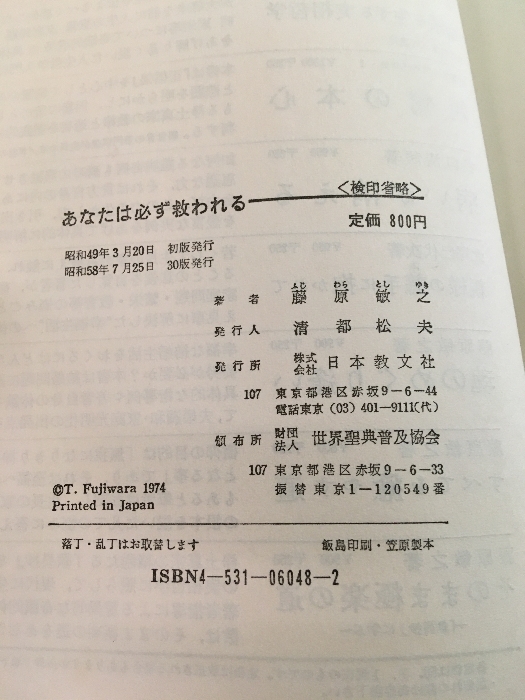 あなたは必ず救われる
〈検印省略〉
定価 800円
昭和49年3月20日 初版発行
昭和58年7月25日 30版発行
ふじ わら とし ゆき
著者 藤原敏之
発行人 清都松夫
発行所 株式会社 日本教文社
107 東京都港区赤坂9－6－44
電話東京 (03) 401－9111(代)
頒布所 財団法人 世界聖典普及協会
107 東京都港区赤坂9－6－33
振替東京1－120549番
©T. Fujiwara 1974
Printed in Japan
落丁・乱丁はお取替します
飯島印刷・笠原製本
ISBN4－531－06048－2